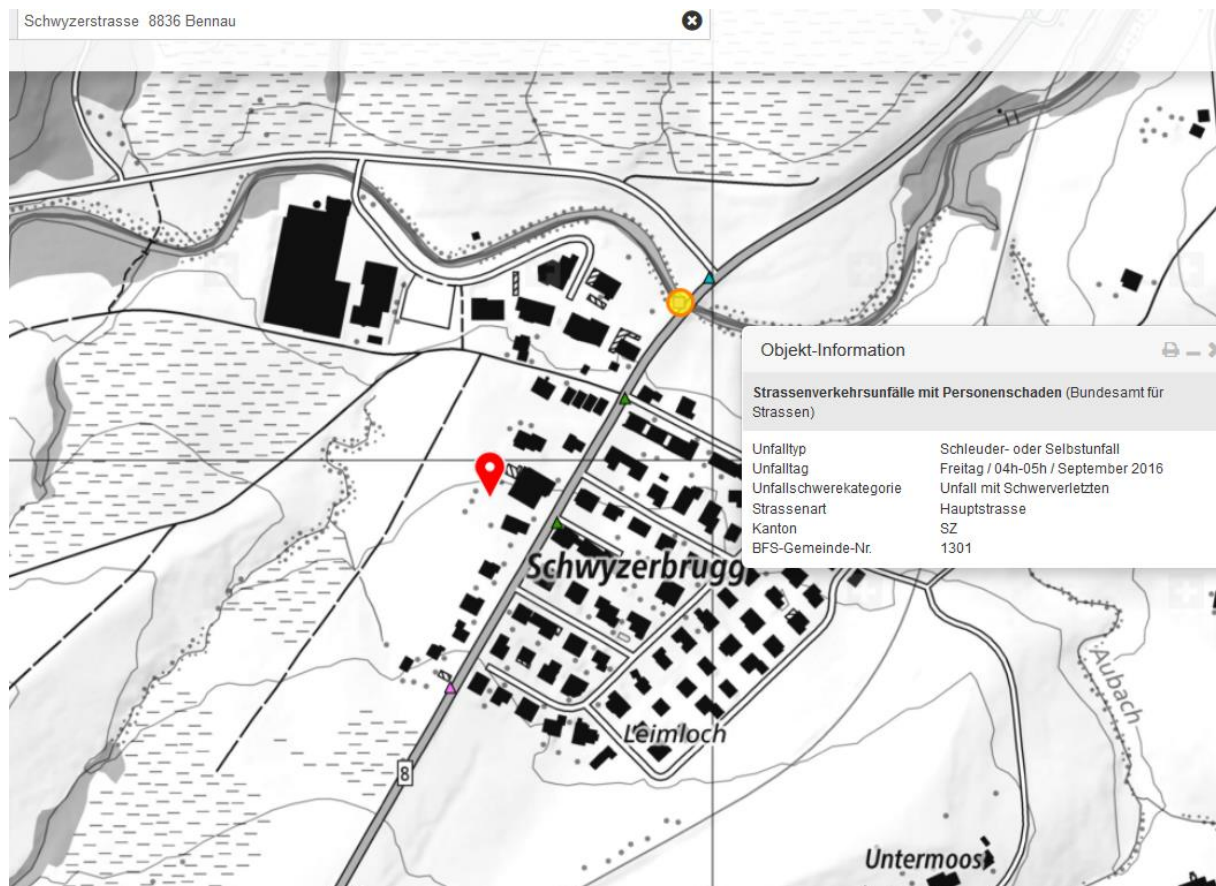 Schwyzerstrasse 8836 Bennau
Objekt-Information
Strassenverkehrsunfälle mit Personenschaden (Bundesamt für
Strassen)
Unfalltyp Schleuder- oder Selbstunfall
Unfalltag Freitag / 04h-05h / September 2016
Unfallschwerekategorie Unfall mit Schwerverletzten
Strassenart Hauptstrasse
Kanton SZ
BFS-Gemeinde-Nr. 1301
Schwyzerbrugg
Aubach
Leimloch
8
Untermoos